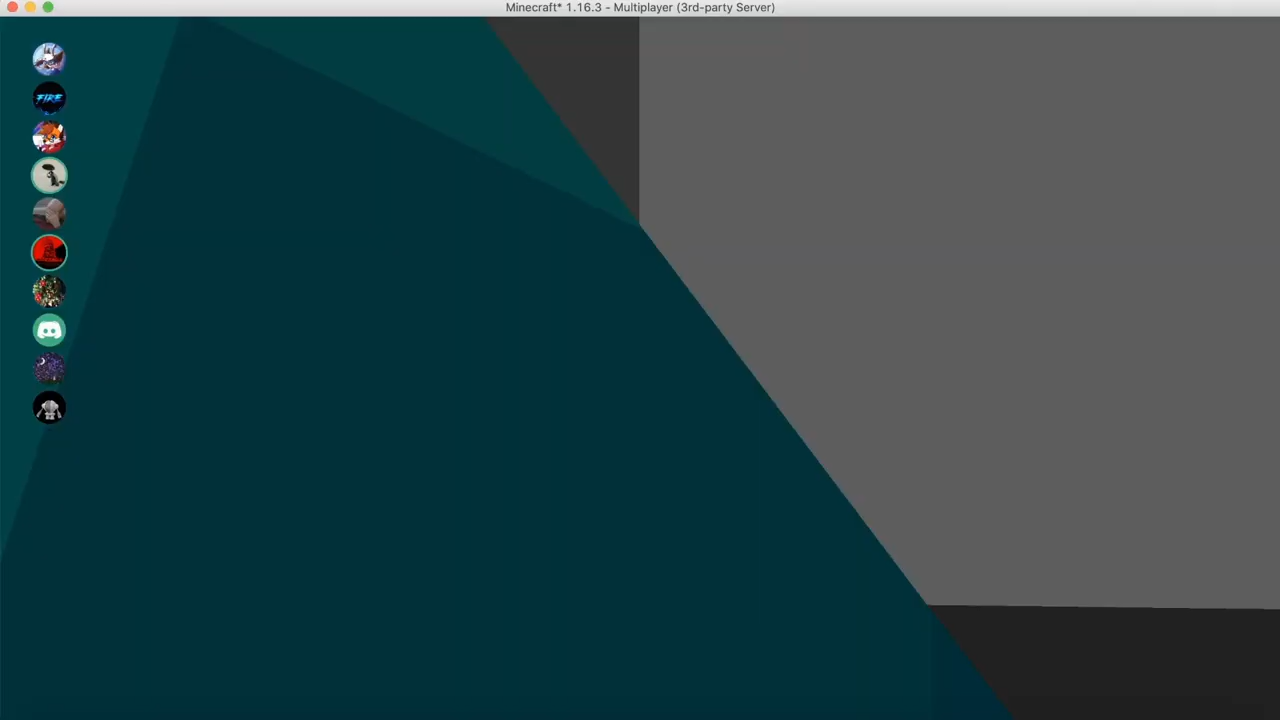 Minecraft* 1.16.3 - Multiplayer (3rd-party Server)
FIRE